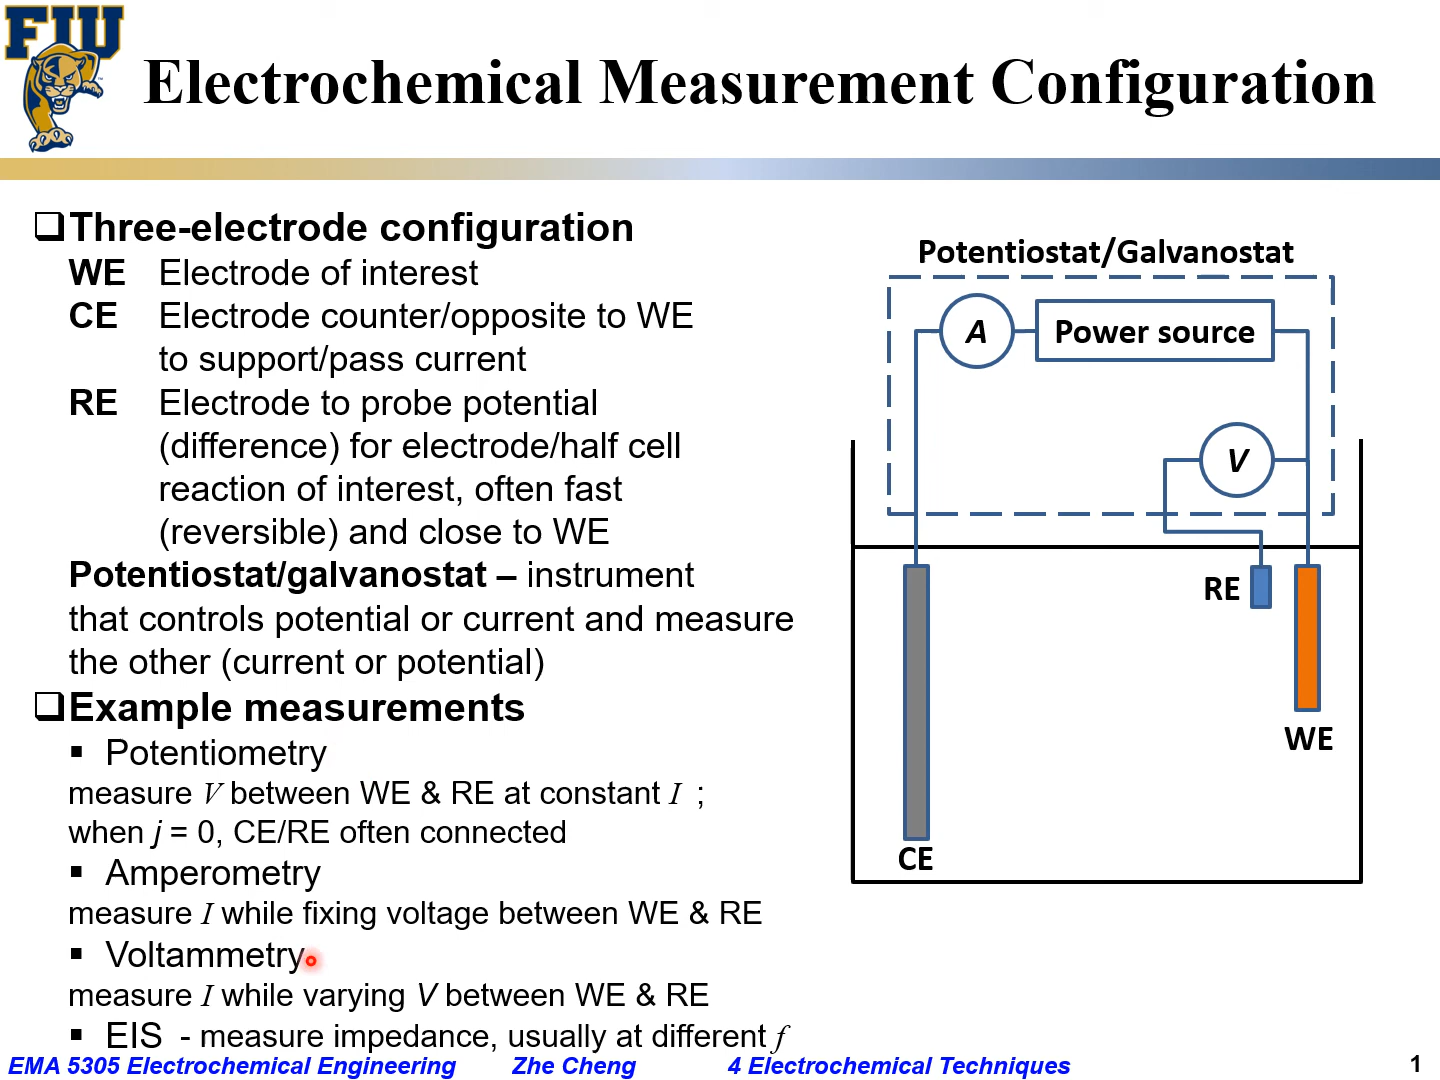 FIU
Electrochemical Measurement Configuration
Three-electrode configuration
WE Electrode of interest
CE Electrode counter/opposite to WE
to support/pass current
RE Electrode to probe potential
(difference) for electrode/half cell
reaction of interest, often fast
(reversible) and close to WE
Potentiostat/galvanostat – instrument
that controls potential or current and measure
the other (current or potential)
Example measurements
▪ Potentiometry
measure V between WE & RE at constant I ;
when j = 0, CE/RE often connected
▪ Amperometry
measure I while fixing voltage between WE & RE
▪ Voltammetry
measure I while varying V between WE & RE
▪ EIS - measure impedance, usually at different f
Potentiostat/Galvanostat
A
Power source
V
RE
WE
CE
EMA 5305 Electrochemical Engineering Zhe Cheng 4 Electrochemical Techniques 1